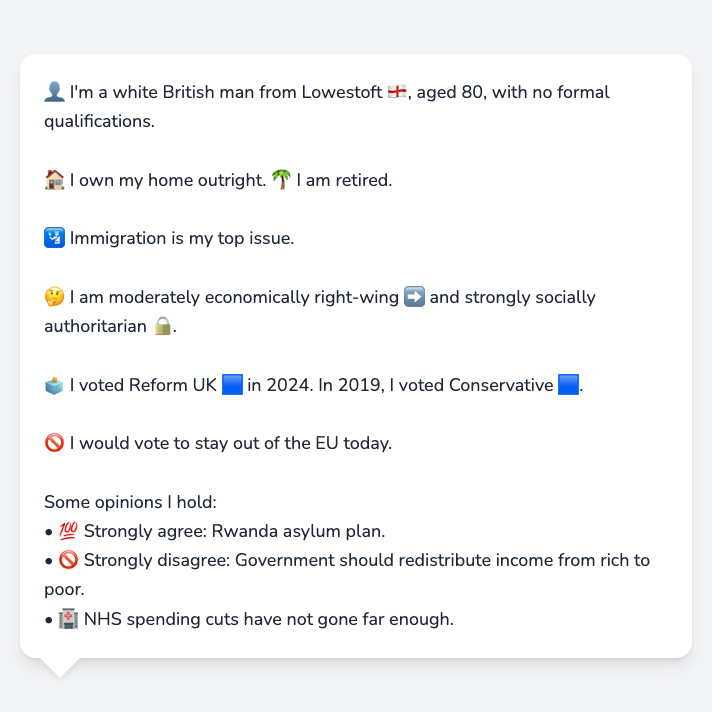 👤 I'm a white British man from Lowestoft 🏴󠁧󠁢󠁥󠁮󠁧󠁿, aged 80, with no formal
qualifications.
🏠 I own my home outright. 🌴 I am retired.
🛂 Immigration is my top issue.
🤔 I am moderately economically right-wing ➡️ and strongly socially
authoritarian 🔒.
🗳️ I voted Reform UK 🟦 in 2024. In 2019, I voted Conservative 🟦.
🚫 I would vote to stay out of the EU today.
Some opinions I hold:
• 💯 Strongly agree: Rwanda asylum plan.
• 🚫 Strongly disagree: Government should redistribute income from rich to
poor.
• 🏥 NHS spending cuts have not gone far enough.